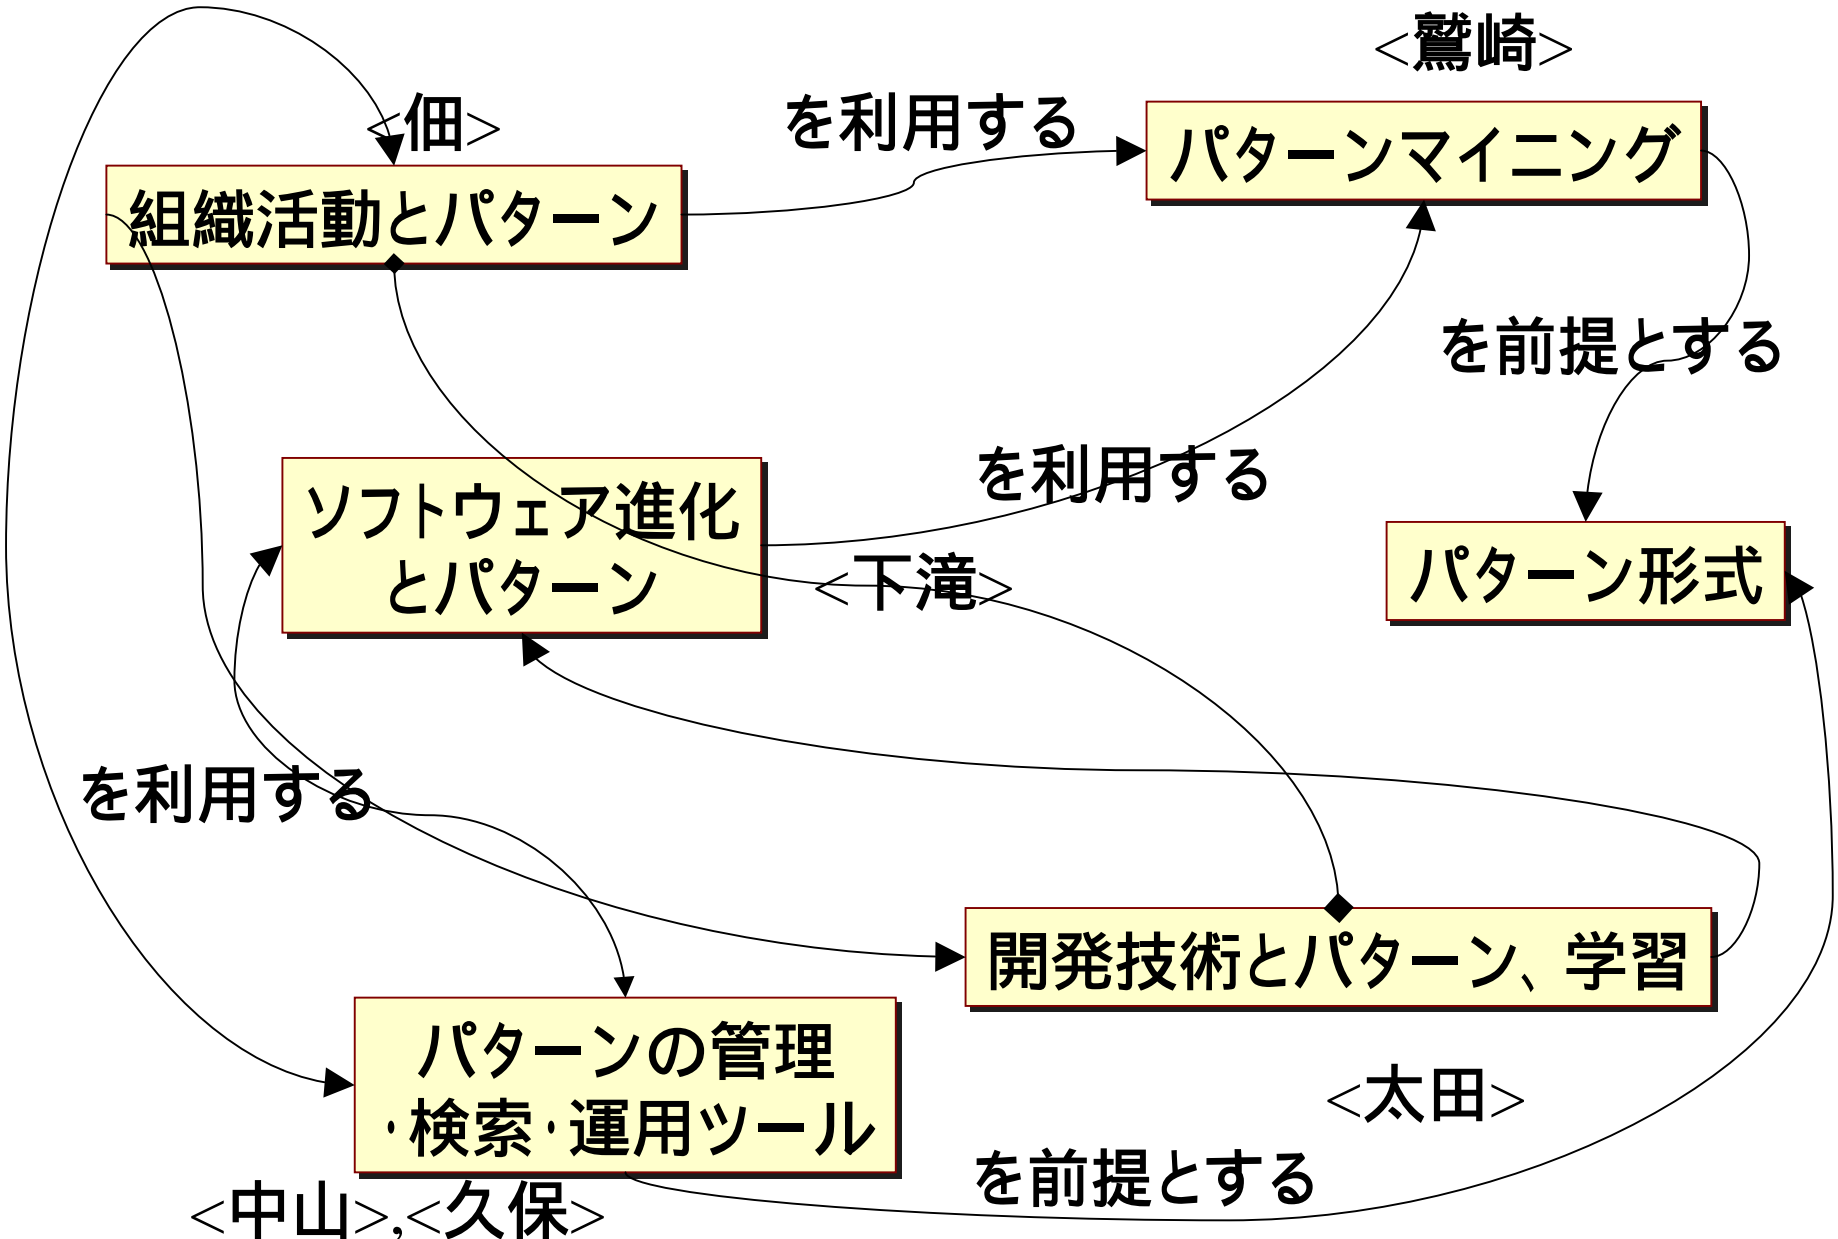 <鷲崎>
<佃>
を利用する
パターンマイニング
組織活動とパターン
を前提とする
を利用する
ソフトウェア進化
とパターン
<下滝>
パターン形式
を利用する
開発技術とパターン、学習
パターンの管理
・検索・運用ツール
<太田>
を前提とする
<中山>,<久保>